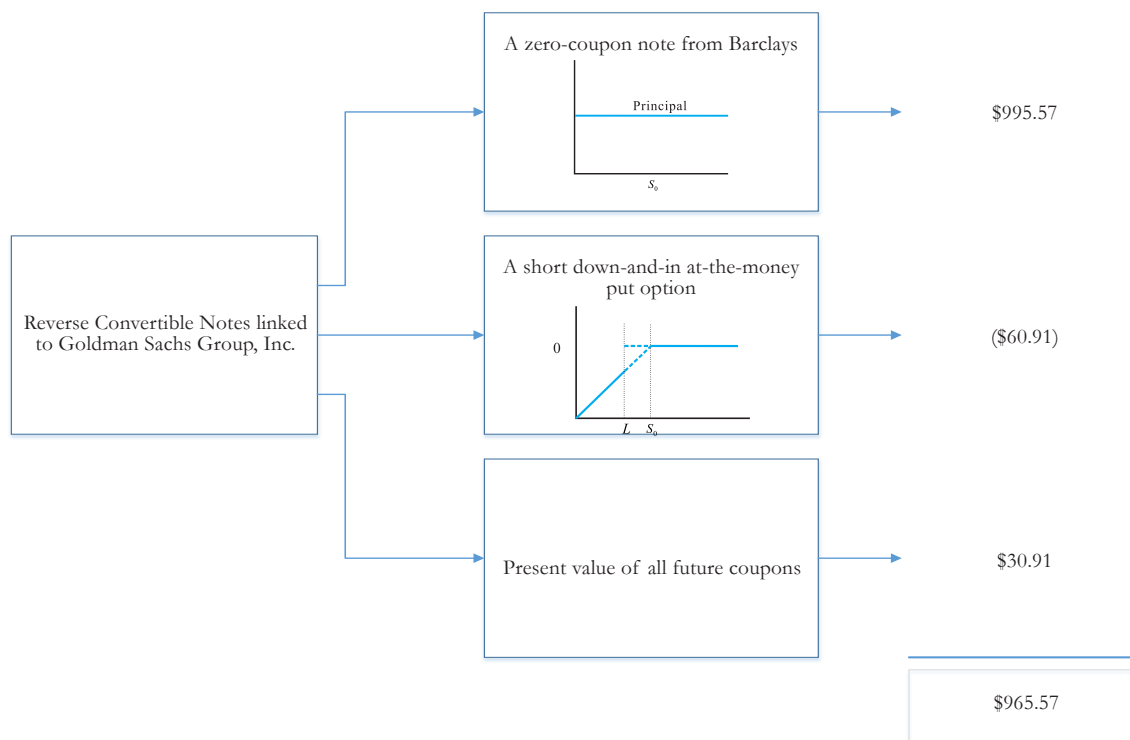 A zero-coupon note from Barclays
Principal
S₀
$995.57
Reverse Convertible Notes linked
to Goldman Sachs Group, Inc.
A short down-and-in at-the-money
put option
0
L S₀
($60.91)
Present value of all future coupons
$30.91
$965.57